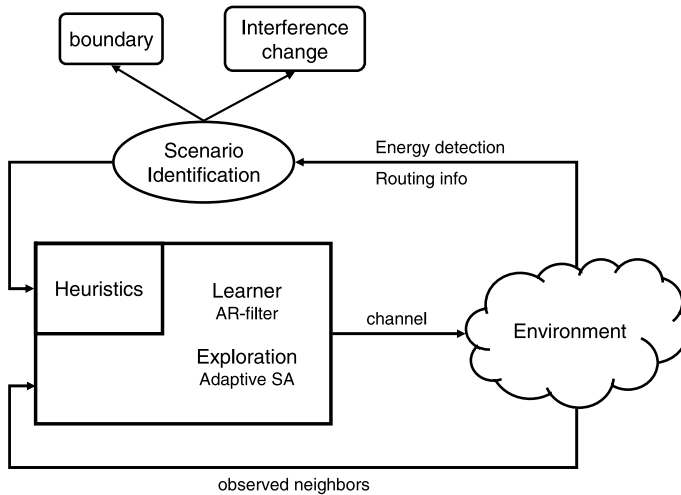 boundary
Interference
change
Scenario
Identification
Energy detection
Routing info
Heuristics
Learner
AR-filter
Exploration
Adaptive SA
channel
Environment
observed neighbors